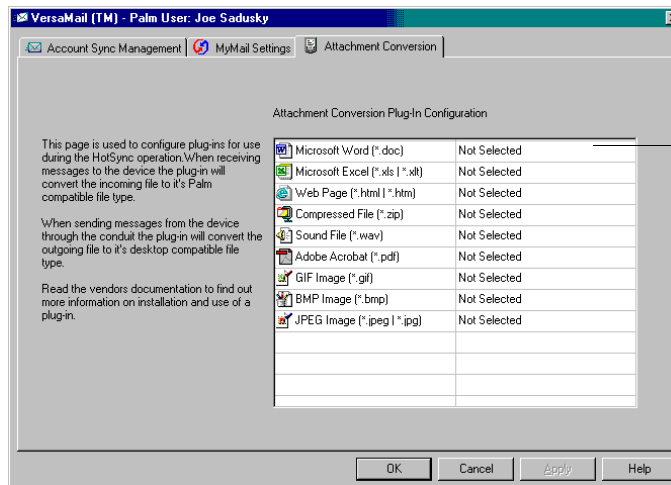 VersaMail (TM) - Palm User: Joe Sadusky
Account Sync Management MyMail Settings Attachment Conversion
Attachment Conversion Plug-In Configuration
This page is used to configure plug-ins for use
during the HotSync operation.When receiving
messages to the device the plug-in will
convert the incoming file to it's Palm
compatible file type.
When sending messages from the device
through the conduit the plug-in will convert the
outgoing file to it's desktop compatible file
type.
Read the vendors documentation to find out
more information on installation and use of a
plug-in.
Microsoft Word (*.doc) Not Selected
Microsoft Excel (*.xls | *.xlt) Not Selected
Web Page (*.html | *.htm) Not Selected
Compressed File (*.zip) Not Selected
Sound File (*.wav) Not Selected
Adobe Acrobat (*.pdf) Not Selected
GIF Image (*.gif) Not Selected
BMP Image (*.bmp) Not Selected
JPEG Image (*.jpeg | *.jpg) Not Selected
OK Cancel Apply Help